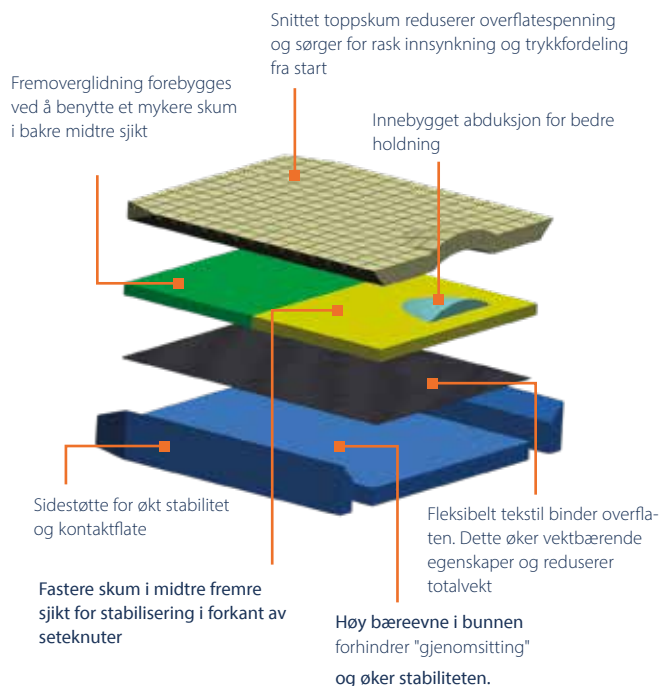 Snittet toppskum reduserer overflatespenning
og sørger for rask innsynkning og trykkfordeling
fra start
Fremoverglidning forebygges
ved å benytte et mykere skum
i bakre midtre sjikt
Innebygget abduksjon for bedre
holdning
Sidestøtte for økt stabilitet
og kontaktflate
Fleksibelt tekstil binder overfla-
ten. Dette øker vektbærende
egenskaper og reduserer
totalvekt
Fastere skum i midtre fremre
sjikt for stabilisering i forkant av
seteknuter
Høy bæreevne i bunnen
forhindrer "gjenomsitting"
og øker stabiliteten.